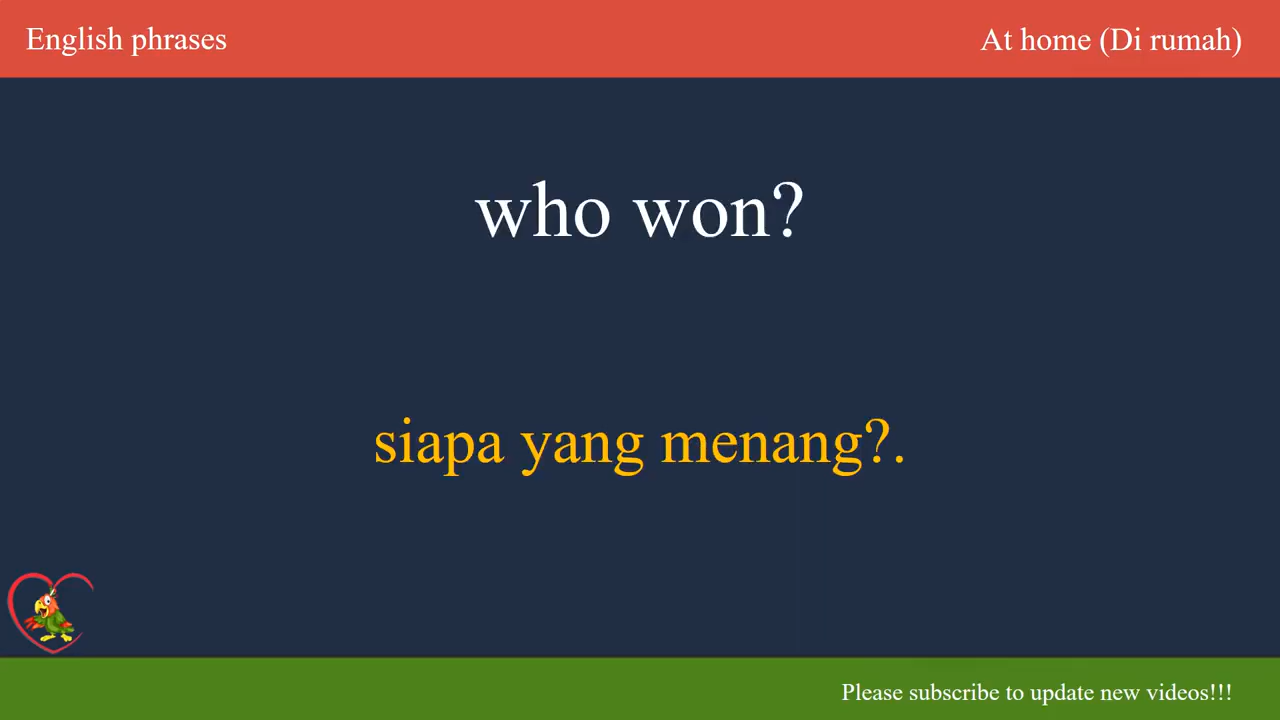 English phrases
At home (Di rumah)
who won?
siapa yang menang?.
Please subscribe to update new videos!!!